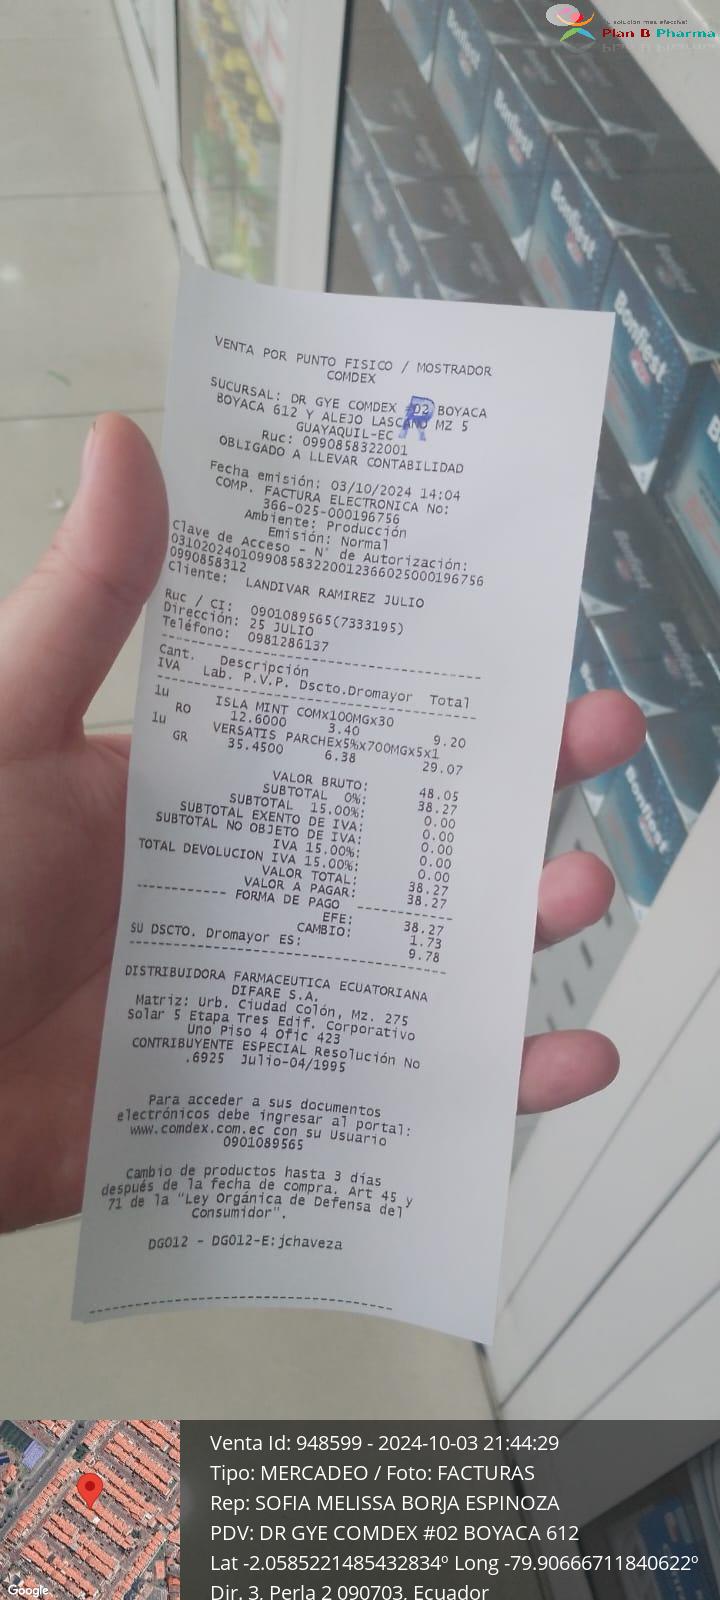 Tu solución más efectiva!
Plan B Pharma
Bonfiest
Bonfiest
Bonfiest
Bonfiest
VENTA POR PUNTO FISICO / MOSTRADOR
COMDEX
SUCURSAL: DR GYE COMDEX #02 BOYACA
BOYACA 612 Y ALEJO LASCANO MZ 5
GUAYAQUIL-EC
Ruc: 0990858322001
OBLIGADO A LLEVAR CONTABILIDAD
Fecha emisión: 03/10/2024 14:04
COMP. FACTURA ELECTRONICA No:
366-025-000196756
Ambiente: Producción
Emisión: Normal
Clave de Acceso - N° de Autorización:
031020240109908583220012366025000196756
0990858312
Cliente: LANDIVAR RAMIREZ JULIO
Ruc / CI: 0901089565(7333195)
Dirección: 25 JULIO
Teléfono: 0981286137
Cant. Descripción
IVA Lab. P.V.P. Dscto.Dromayor Total
1u ISLA MINT COMx100MGx30
RO 12.6000 3.40 9.20
1u VERSATIS PARCHEx5%x700MGx5x1
GR 35.4500 6.38 29.07
VALOR BRUTO: 48.05
SUBTOTAL 0%: 38.27
SUBTOTAL 15.00%: 0.00
SUBTOTAL EXENTO DE IVA: 0.00
SUBTOTAL NO OBJETO DE IVA: 0.00
IVA 15.00%: 0.00
TOTAL DEVOLUCION IVA 15.00%: 0.00
VALOR TOTAL: 38.27
VALOR A PAGAR: 38.27
----------- FORMA DE PAGO -----------
EFE: 38.27
CAMBIO: 1.73
SU DSCTO. Dromayor ES: 9.78
DISTRIBUIDORA FARMACEUTICA ECUATORIANA
DIFARE S.A.
Matriz: Urb. Ciudad Colón, Mz. 275
Solar 5 Etapa Tres Edif. Corporativo
Uno Piso 4 Ofic 423
CONTRIBUYENTE ESPECIAL Resolución No
.6925 Julio-04/1995
Para acceder a sus documentos
electrónicos debe ingresar al portal:
www.comdex.com.ec con su Usuario
0901089565
Cambio de productos hasta 3 días
después de la fecha de compra. Art 45 y
71 de la "Ley Orgánica de Defensa del
Consumidor".
DG012 - DG012-E:jchaveza
Venta Id: 948599 - 2024-10-03 21:44:29
Tipo: MERCADEO / Foto: FACTURAS
Rep: SOFIA MELISSA BORJA ESPINOZA
PDV: DR GYE COMDEX #02 BOYACA 612
Lat -2.0585221485432834º Long -79.90666711840622º
Dir. 3, Perla 2 090703, Ecuador
Google